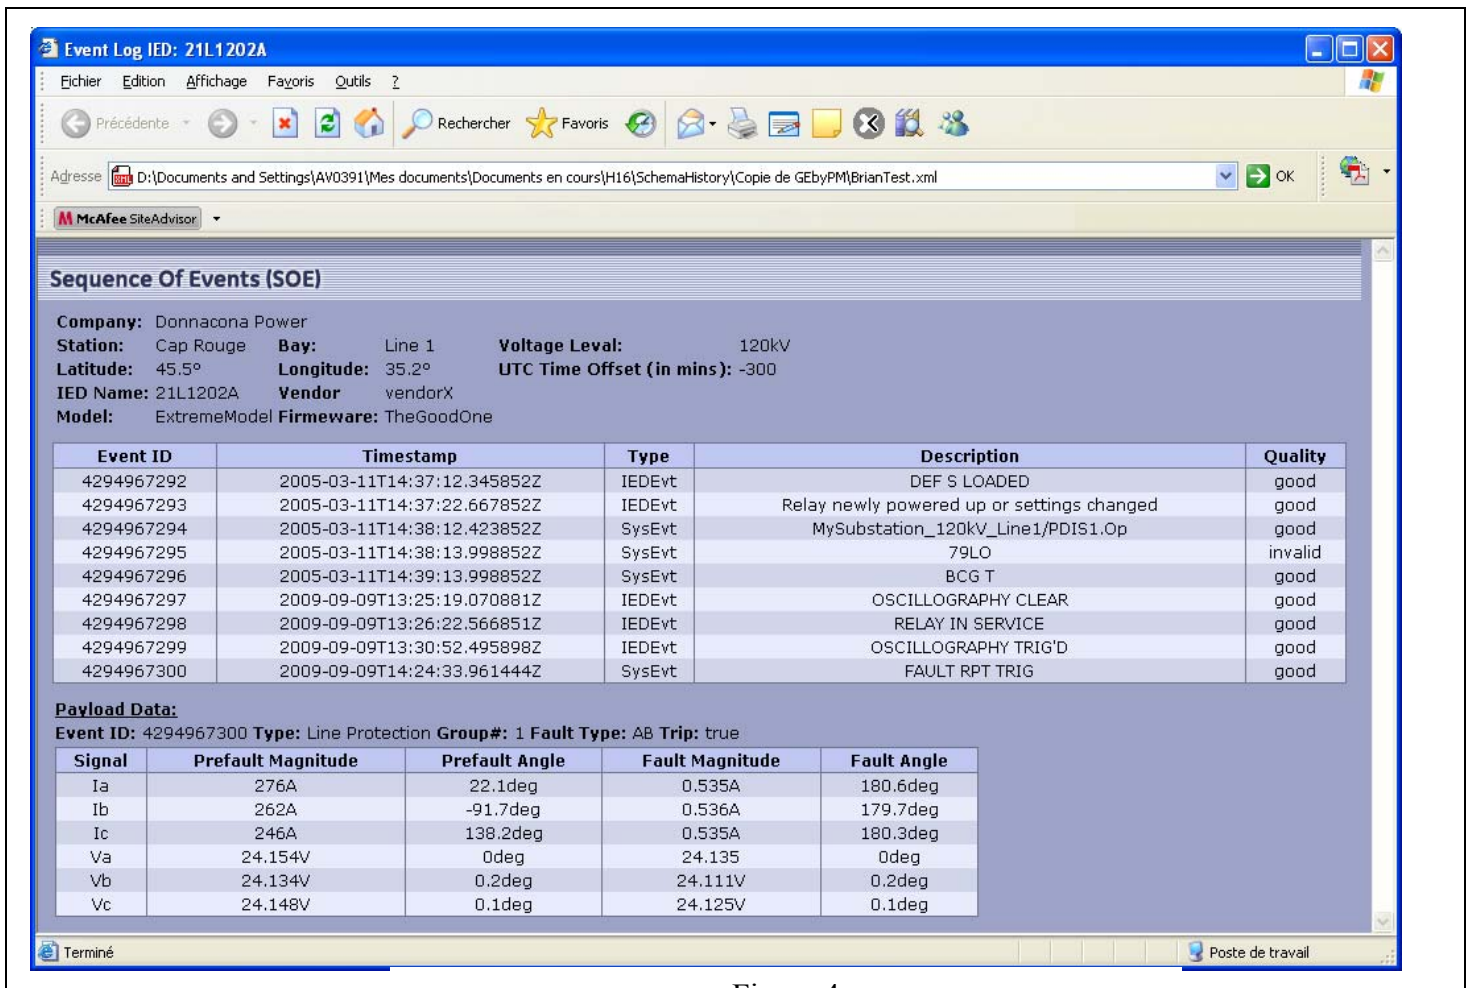 Event Log IED: 21L1202A
Fichier Edition Affichage Favoris Outils ?
Précédente Rechercher Favoris
Adresse D:\Documents and Settings\AV0391\Mes documents\Documents en cours\H16\SchemaHistory\Copie de GEbyPM\BrianTest.xml OK
McAfee SiteAdvisor
Sequence Of Events (SOE)
Company: Donnacona Power
Station: Cap Rouge Bay: Line 1 Voltage Leval: 120kV
Latitude: 45.5º Longitude: 35.2º UTC Time Offset (in mins): -300
IED Name: 21L1202A Vendor vendorX
Model: ExtremeModel Firmeware: TheGoodOne
Event ID Timestamp Type Description Quality
4294967292 2005-03-11T14:37:12.345852Z IEDEvt DEF S LOADED good
4294967293 2005-03-11T14:37:22.667852Z IEDEvt Relay newly powered up or settings changed good
4294967294 2005-03-11T14:38:12.423852Z SysEvt MySubstation_120kV_Line1/PDIS1.Op good
4294967295 2005-03-11T14:38:13.998852Z SysEvt 79LO invalid
4294967296 2005-03-11T14:39:13.998852Z SysEvt BCG T good
4294967297 2009-09-09T13:25:19.070881Z IEDEvt OSCILLOGRAPHY CLEAR good
4294967298 2009-09-09T13:26:22.566851Z IEDEvt RELAY IN SERVICE good
4294967299 2009-09-09T13:30:52.495898Z IEDEvt OSCILLOGRAPHY TRIG'D good
4294967300 2009-09-09T14:24:33.961444Z SysEvt FAULT RPT TRIG good
Payload Data:
Event ID: 4294967300 Type: Line Protection Group#: 1 Fault Type: AB Trip: true
Signal Prefault Magnitude Prefault Angle Fault Magnitude Fault Angle
Ia 276A 22.1deg 0.535A 180.6deg
Ib 262A -91.7deg 0.536A 179.7deg
Ic 246A 138.2deg 0.535A 180.3deg
Va 24.154V 0deg 24.135 0deg
Vb 24.134V 0.2deg 24.111V 0.2deg
Vc 24.148V 0.1deg 24.125V 0.1deg
Terminé Poste de travail